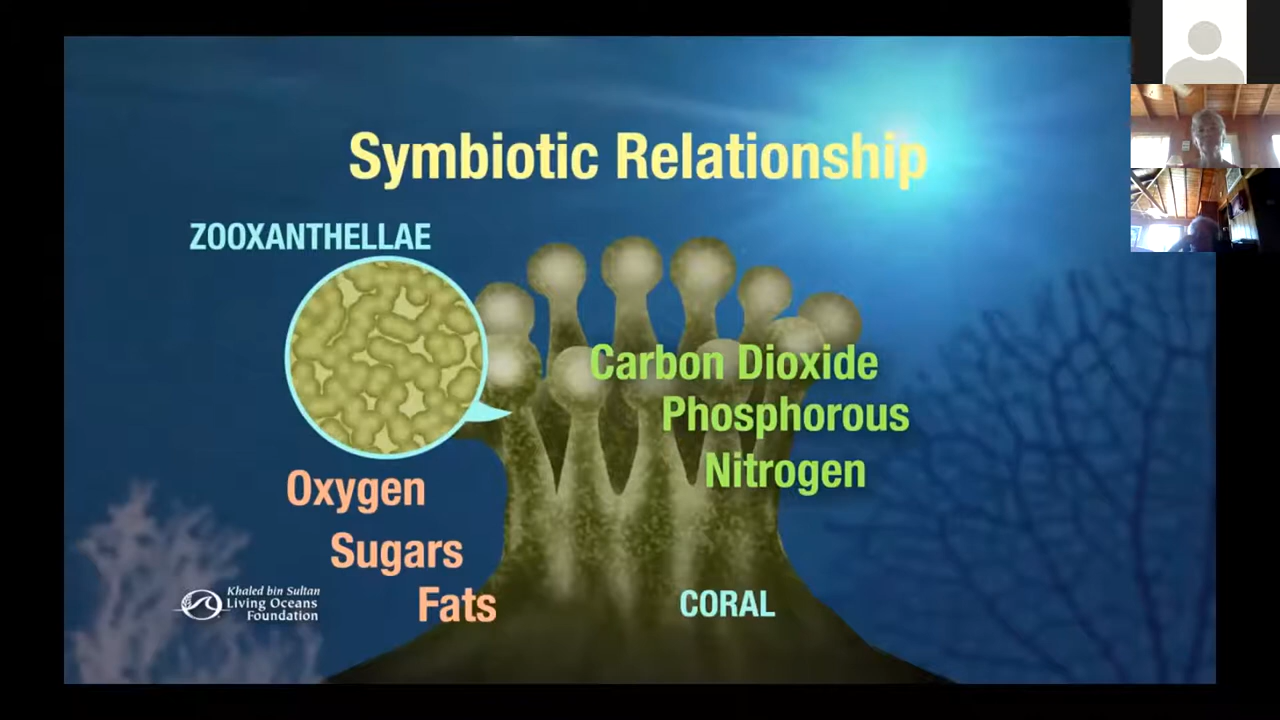 Symbiotic Relationship
ZOOXANTHELLAE
Carbon Dioxide
Phosphorous
Nitrogen
Oxygen
Sugars
Fats
CORAL
Khaled bin Sultan
Living Oceans
Foundation